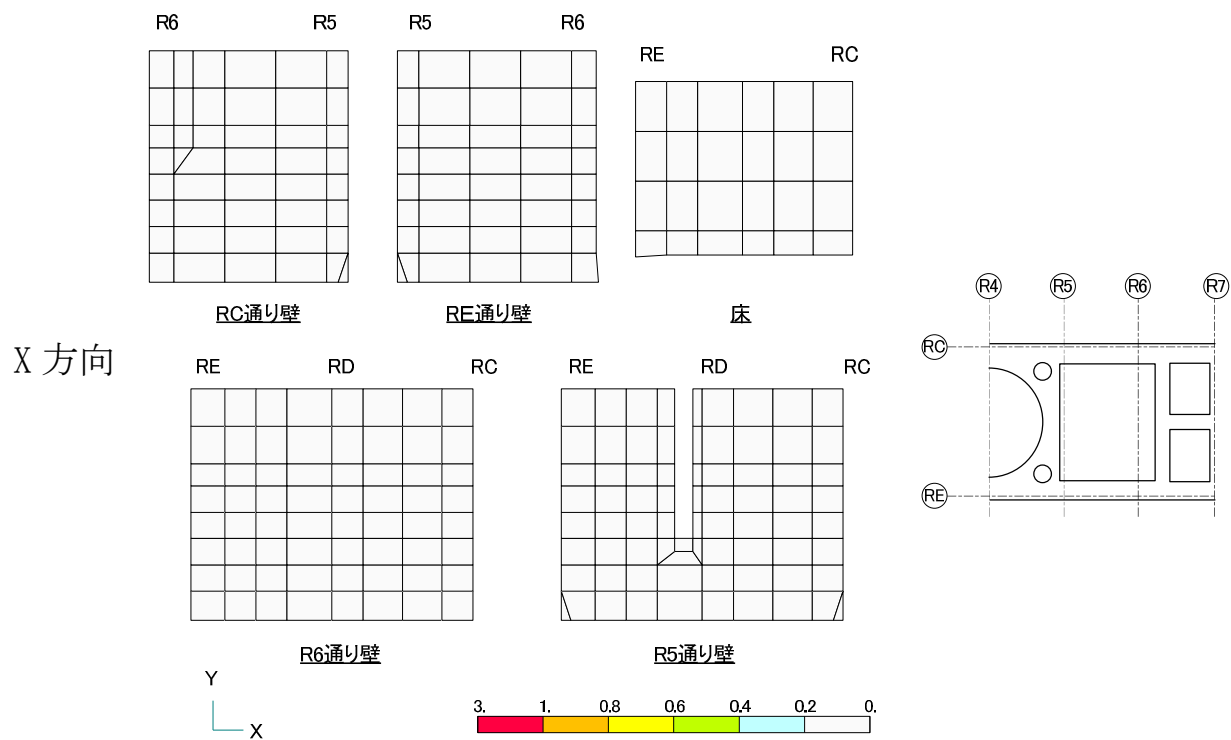 R6 R5
R5 R6
RE RC
RC通り壁
RE通り壁
床
R4 R5 R6 R7
RC
RE
X 方向
RE RD RC
RE RD RC
R6通り壁
R5通り壁
Y
X
3. 1. 0.8 0.6 0.4 0.2 0.